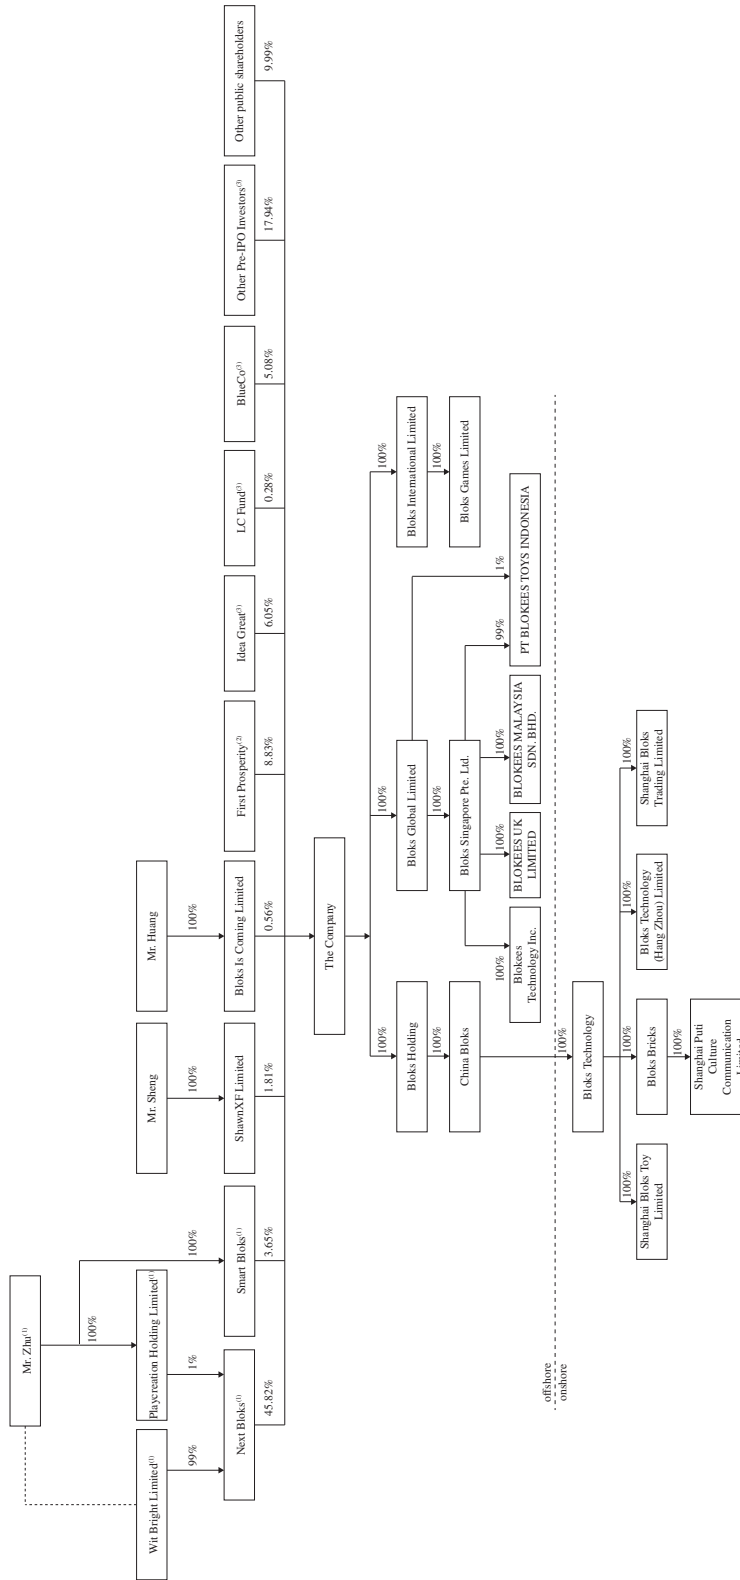 Mr. Zhu(1)
Wit Bright Limited(1)
Playcreation Holding Limited(1)
100%
Mr. Sheng
Mr. Huang
99%
1%
100%
100%
100%
Next Bloks(1)
Smart Bloks(1)
ShawnXF Limited
Bloks Is Coming Limited
First Prosperity(2)
Idea Great(3)
LC Fund(3)
BlueCo(3)
Other Pre-IPO Investors(3)
Other public shareholders
45.82%
3.65%
1.81%
0.56%
8.83%
6.05%
0.28%
5.08%
17.94%
9.99%
The Company
100%
100%
100%
Bloks Holding
Bloks Global Limited
Bloks International Limited
100%
100%
100%
China Bloks
Bloks Singapore Pte. Ltd.
Bloks Games Limited
100%
100%
100%
99%
1%
Blokees
Technology Inc.
BLOKEES UK
LIMITED
BLOKEES MALAYSIA
SDN. BHD.
PT BLOKEES TOYS INDONESIA
offshore
onshore
100%
Bloks Technology
100%
100%
100%
100%
Shanghai Bloks Toy
Limited
Bloks Bricks
Bloks Technology
(Hang Zhou) Limited
Shanghai Bloks
Trading Limited
100%
Shanghai Puti
Culture
Communication